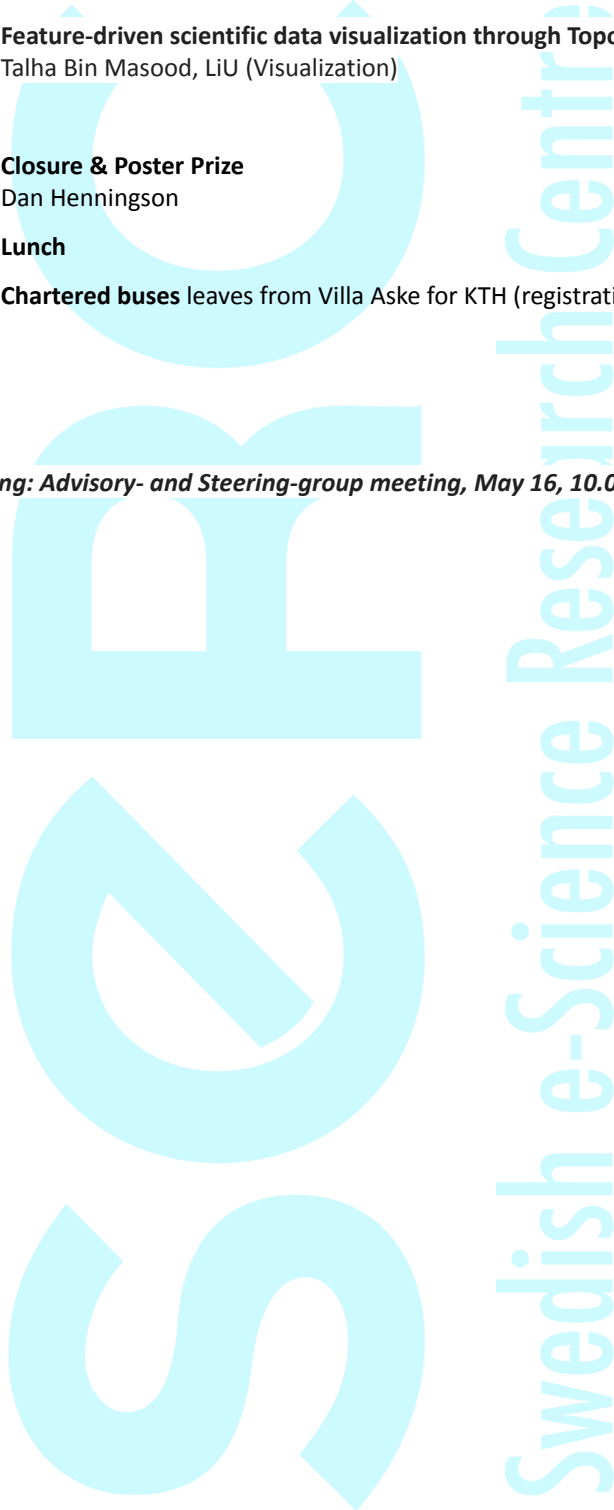 Feature-driven scientific data visualization through Topo
Talha Bin Masood, LiU (Visualization)
Closure & Poster Prize
Dan Henningson
Lunch
Chartered buses leaves from Villa Aske for KTH (registrati
ng: Advisory- and Steering-group meeting, May 16, 10.0
SeRC
Swedish e-Science Research Centre